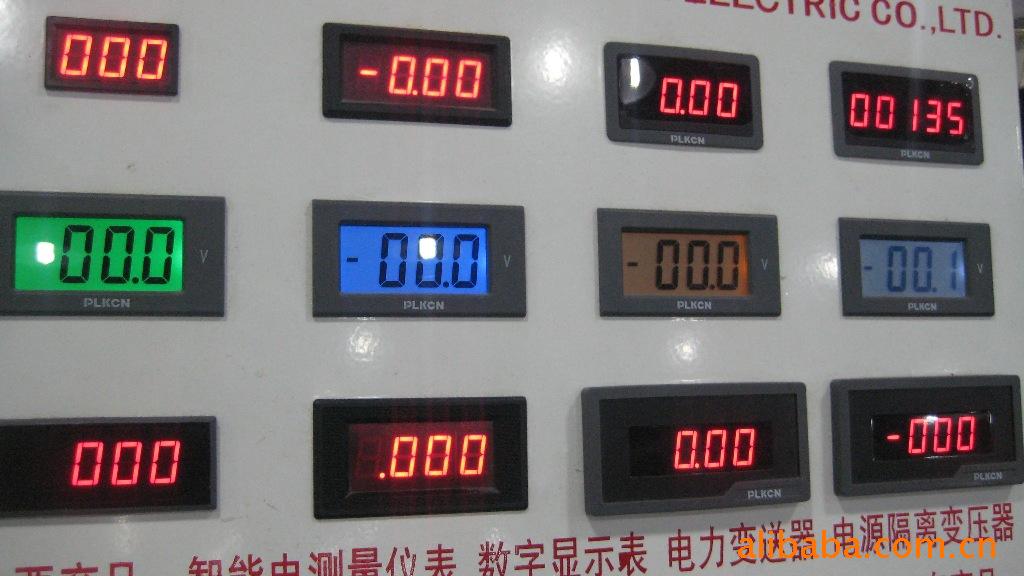 ELECTRIC CO.,LTD.
000
-0.00
0.00
PLKCN
00135
PLKCN
00.0 V
PLKCN
-00.0 V
PLKCN
-00.0 V
PLKCN
-00.1 V
PLKCN
000
.000
0.00
PLKCN
-000
PLKCN
智能电测量仪表 数字显示表 电力变送器 电源隔离变压器
alibaba.com.cn